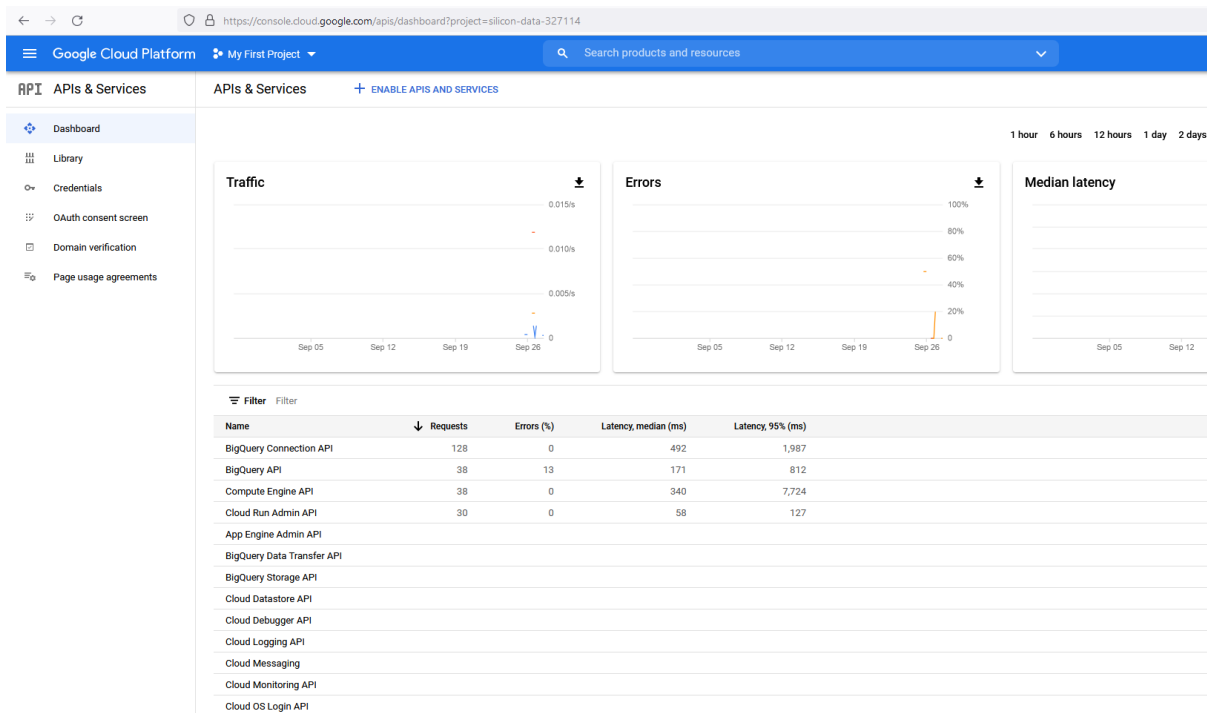 https://console.cloud.google.com/apis/dashboard?project=silicon-data-327114
Google Cloud Platform My First Project Search products and resources
API APIs & Services
APIs & Services + ENABLE APIS AND SERVICES
Dashboard
Library
Credentials
OAuth consent screen
Domain verification
Page usage agreements
1 hour 6 hours 12 hours 1 day 2 days
Traffic
0.015/s
0.010/s
0.005/s
0
Sep 05 Sep 12 Sep 19 Sep 26
Errors
100%
80%
60%
40%
20%
0
Sep 05 Sep 12 Sep 19 Sep 26
Median latency
Sep 05 Sep 12
Filter Filter
Name Requests Errors (%) Latency, median (ms) Latency, 95% (ms)
BigQuery Connection API 128 0 492 1,987
BigQuery API 38 13 171 812
Compute Engine API 38 0 340 7,724
Cloud Run Admin API 30 0 58 127
App Engine Admin API
BigQuery Data Transfer API
BigQuery Storage API
Cloud Datastore API
Cloud Debugger API
Cloud Logging API
Cloud Messaging
Cloud Monitoring API
Cloud OS Login API